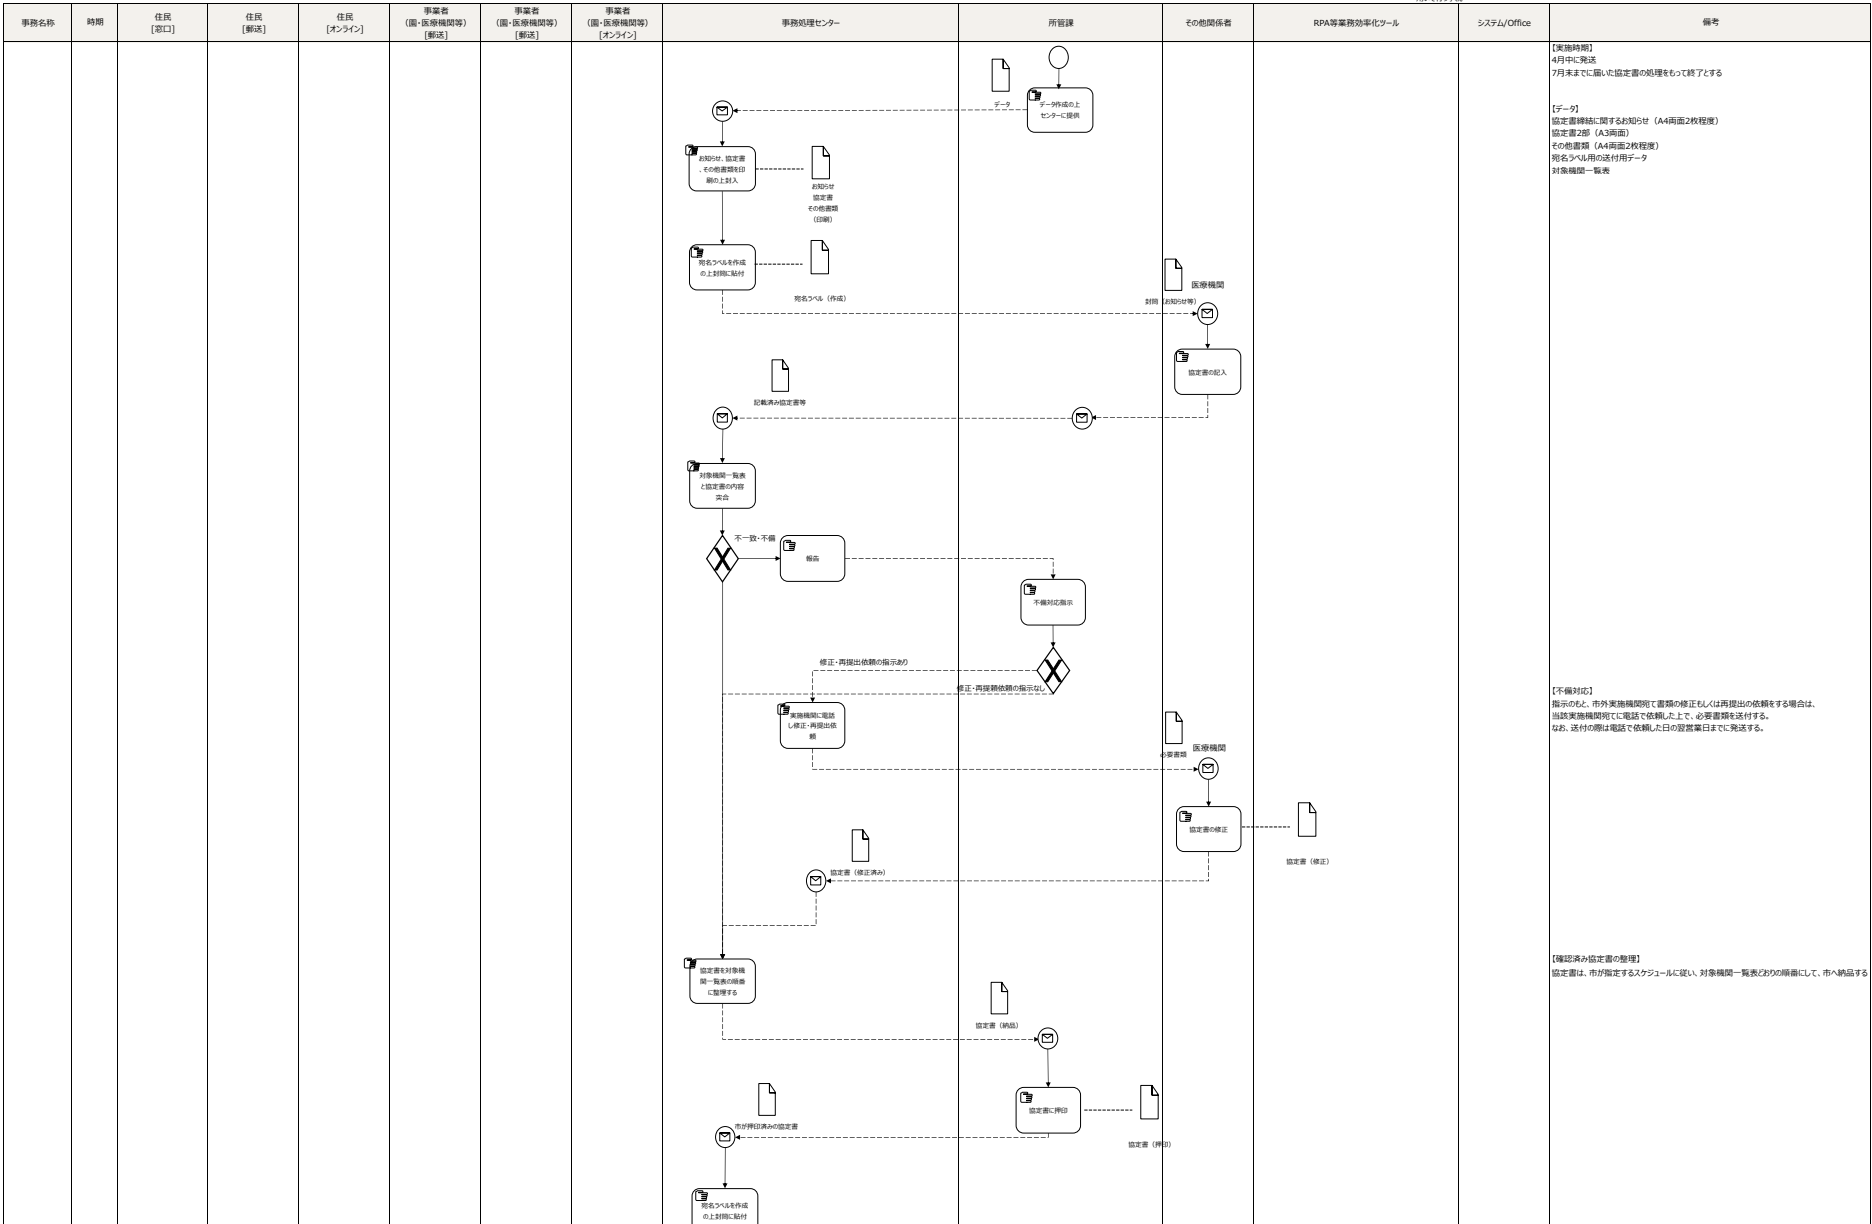 事務名称
時期
住民
[窓口]
住民
[郵送]
住民
[オンライン]
事業者
(園・医療機関等)
[郵送]
事業者
(園・医療機関等)
[郵送]
事業者
(園・医療機関等)
[オンライン]
事務処理センター
所管課
その他関係者
RPA等業務効率化ツール
システム/Office
備考
【実施時期】
4月中に発送
7月末までに届いた協定書の処理をもって終了とする
データ
データ作成の上
センターに提供
【データ】
協定書締結に関するお知らせ（A4両面2枚程度）
協定書2部（A3両面）
その他書類（A4両面2枚程度）
宛名ラベル用の送付用データ
対象機関一覧表
お知らせ、協定書
、その他書類を印
刷の上封入
お知らせ
協定書
その他書類
（印刷）
宛名ラベルを作成
の上封筒に貼付
宛名ラベル（作成）
医療機関
封筒（お知らせ等）
協定書の記入
記載済み協定書等
対象機関一覧表
と協定書の内容
突合
不一致・不備
報告
不備対応指示
修正・再提出依頼の指示あり
修正・再提頼依頼の指示なし
実施機関に電話
し修正・再提出依
頼
【不備対応】
指示のもと、市外実施機関宛て書類の修正もしくは再提出の依頼をする場合は、
当該実施機関宛てに電話で依頼した上で、必要書類を送付する。
なお、送付の際は電話で依頼した日の翌営業日までに発送する。
医療機関
必要書類
協定書の修正
協定書（修正）
協定書（修正済み）
協定書を対象機
関一覧表の順番
に整理する
【確認済み協定書の整理】
協定書は、市が指定するスケジュールに従い、対象機関一覧表どおりの順番にして、市へ納品する
協定書（納品）
協定書に押印
協定書（押印）
市が押印済みの協定書
宛名ラベルを作成
の上封筒に貼付